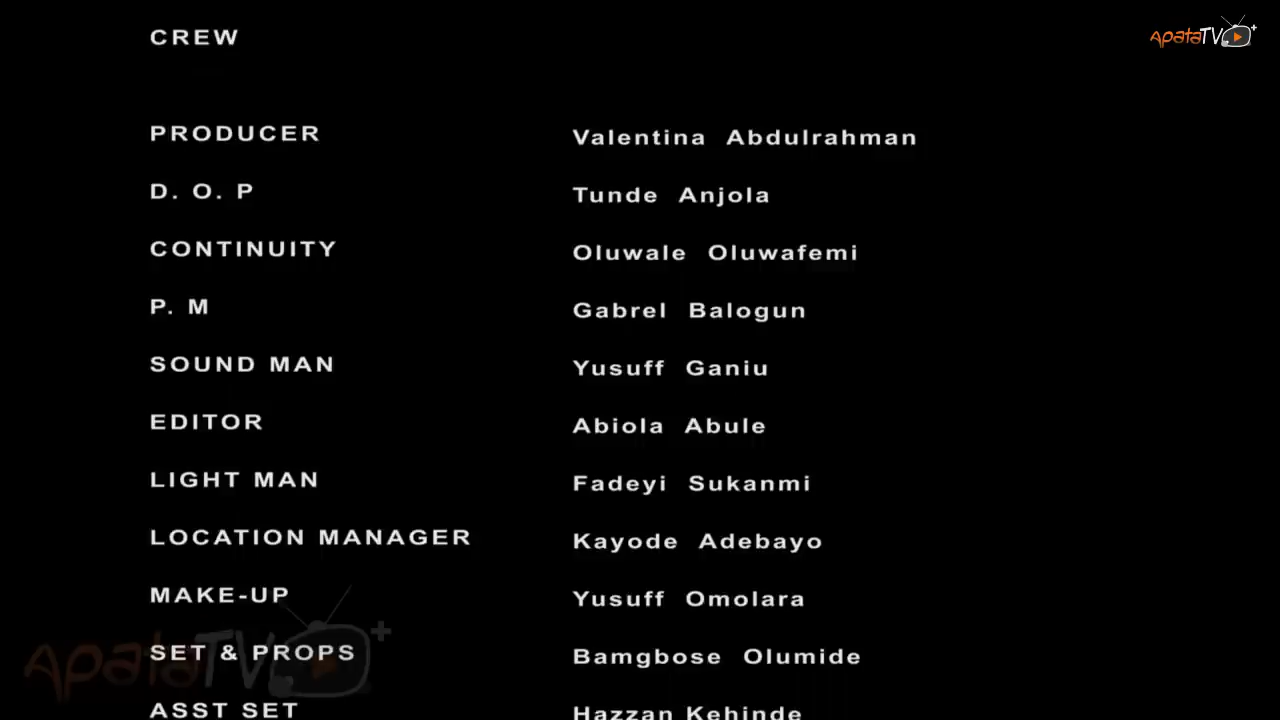 CREW
ApataTV+
PRODUCER Valentina Abdulrahman
D. O. P Tunde Anjola
CONTINUITY Oluwale Oluwafemi
P. M Gabrel Balogun
SOUND MAN Yusuff Ganiu
EDITOR Abiola Abule
LIGHT MAN Fadeyi Sukanmi
LOCATION MANAGER Kayode Adebayo
MAKE-UP Yusuff Omolara
SET & PROPS Bamgbose Olumide
ApataTV+
ASST SET Hazzan Kehinde